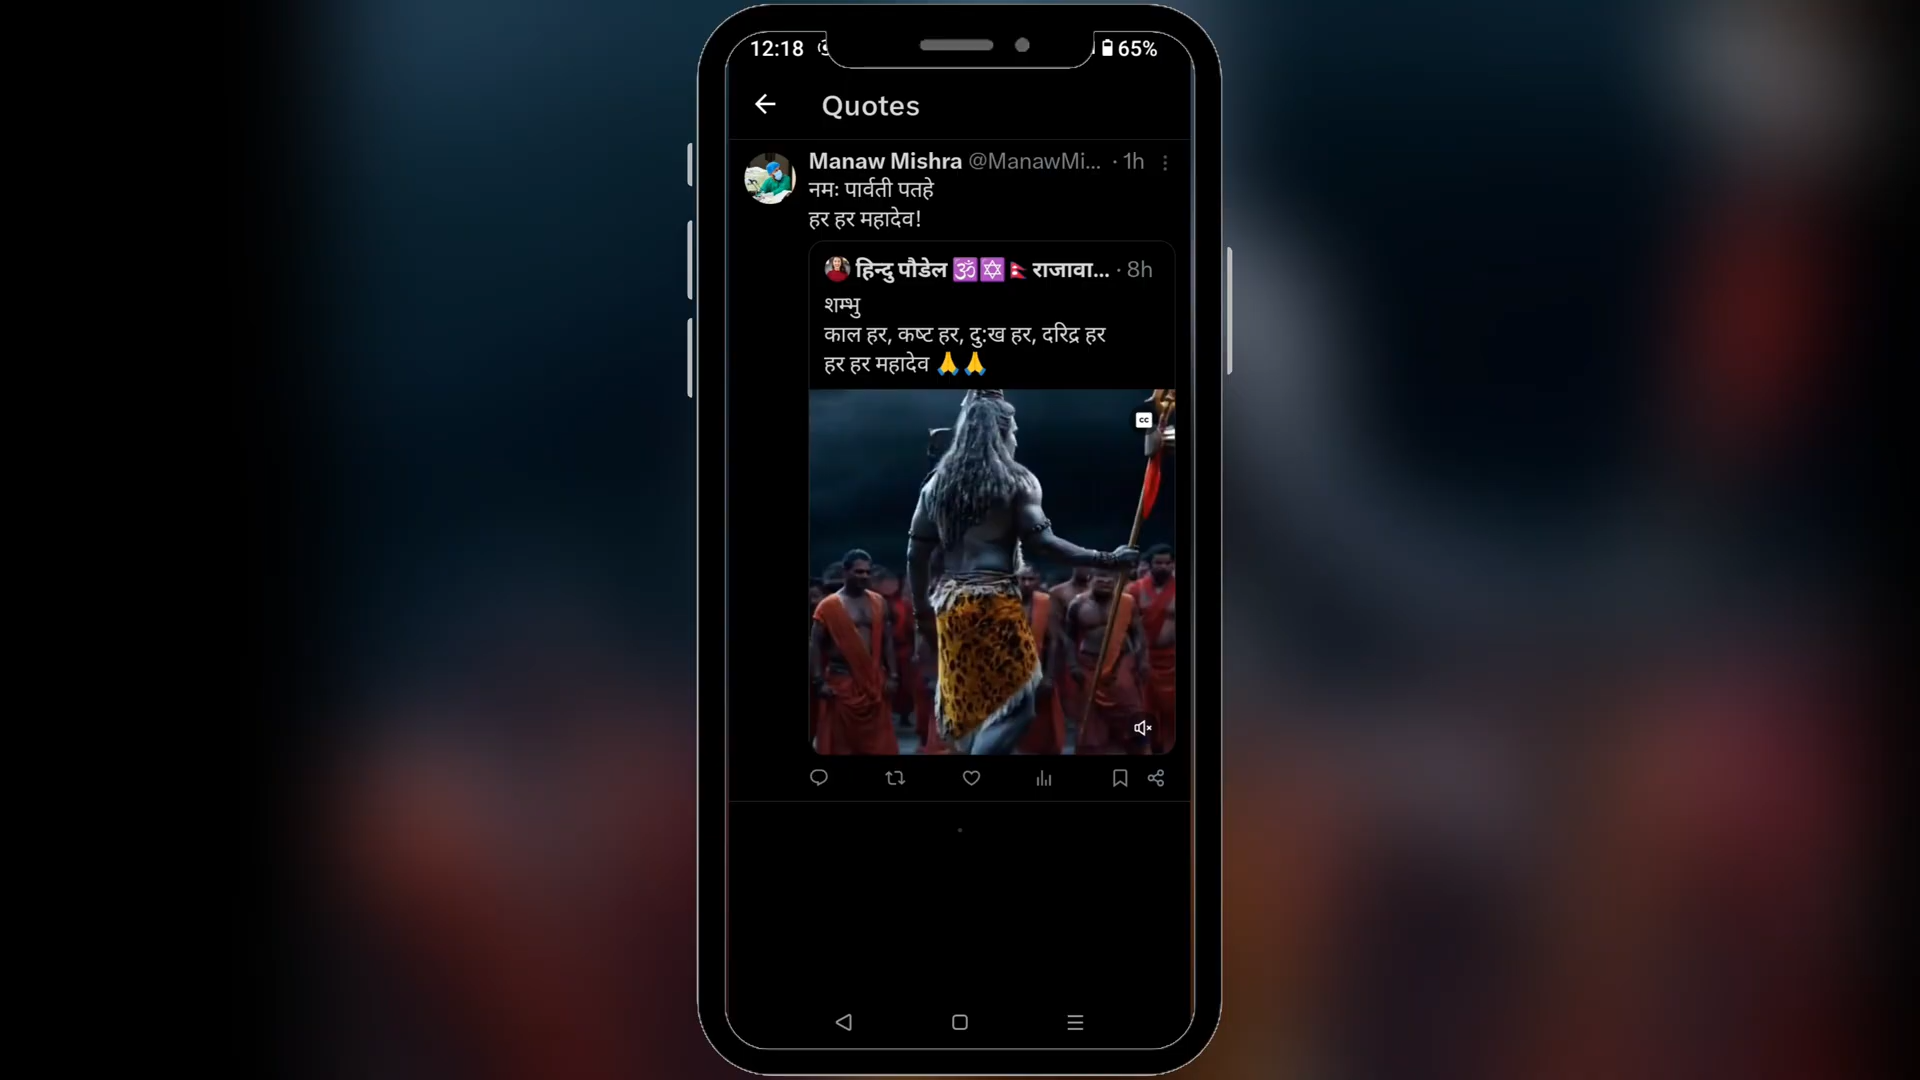 12:18 65%
Quotes
Manaw Mishra @ManawMi... · 1h
नमः पार्वती पतहे
हर हर महादेव!
हिन्दु पौडेल 🕉✡🇳🇵 राजावा... · 8h
शम्भु
काल हर, कष्ट हर, दुःख हर, दरिद्र हर
हर हर महादेव 🙏🙏
CC